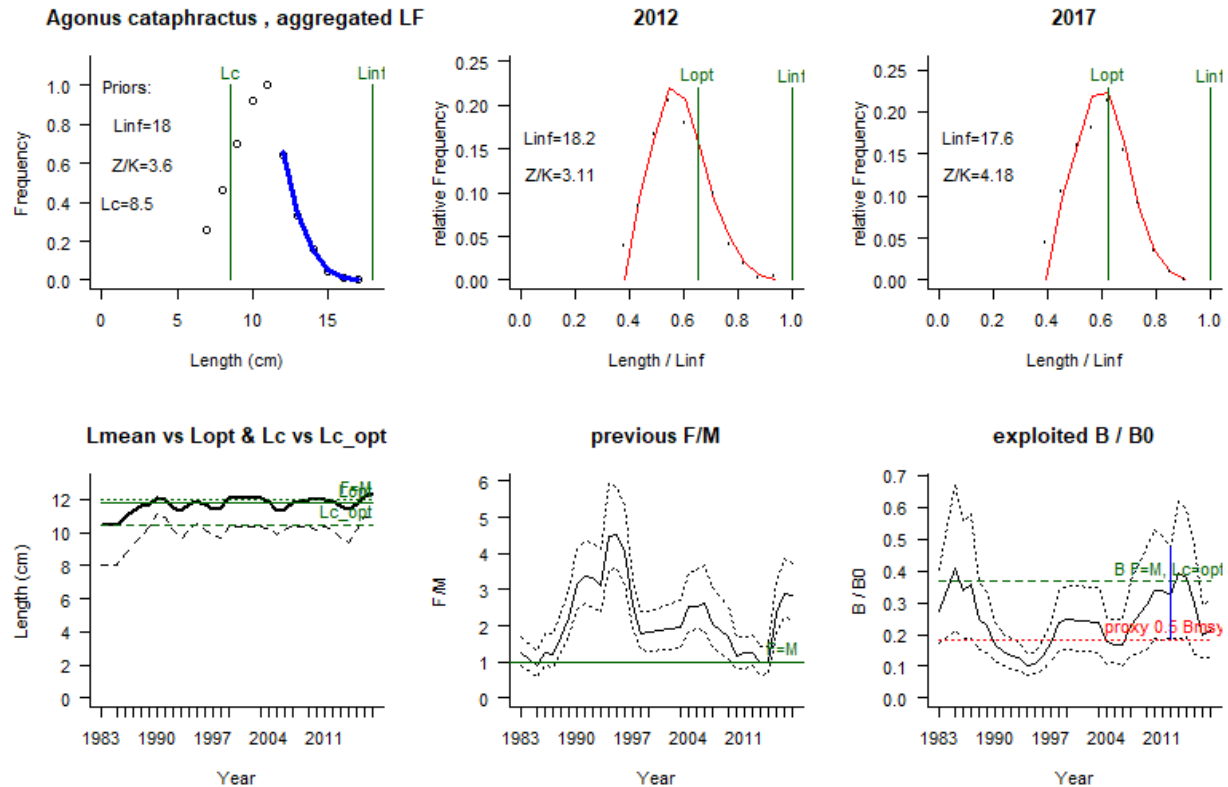 Agonus cataphractus , aggregated LF
Priors:
Linf=18
Z/K=3.6
Lc=8.5
Lc
Linf
Frequency
0.0
0.2
0.4
0.6
0.8
1.0
0
5
10
15
Length (cm)
2012
Linf=18.2
Z/K=3.11
Lopt
Linf
relative Frequency
0.00
0.05
0.10
0.15
0.20
0.25
0.0
0.2
0.4
0.6
0.8
1.0
Length / Linf
2017
Linf=17.6
Z/K=4.18
Lopt
Linf
relative Frequency
0.00
0.05
0.10
0.15
0.20
0.25
0.0
0.2
0.4
0.6
0.8
1.0
Length / Linf
Lmean vs Lopt & Lc vs Lc_opt
F=M
Lopt
Lc_opt
Length (cm)
0
2
4
6
8
10
12
1983
1990
1997
2004
2011
Year
previous F/M
F=M
F/M
0
1
2
3
4
5
6
1983
1990
1997
2004
2011
Year
exploited B / B0
B F=M, Lc=opt
proxy 0.5 Bmsy
B / B0
0.0
0.1
0.2
0.3
0.4
0.5
0.6
0.7
1983
1990
1997
2004
2011
Year